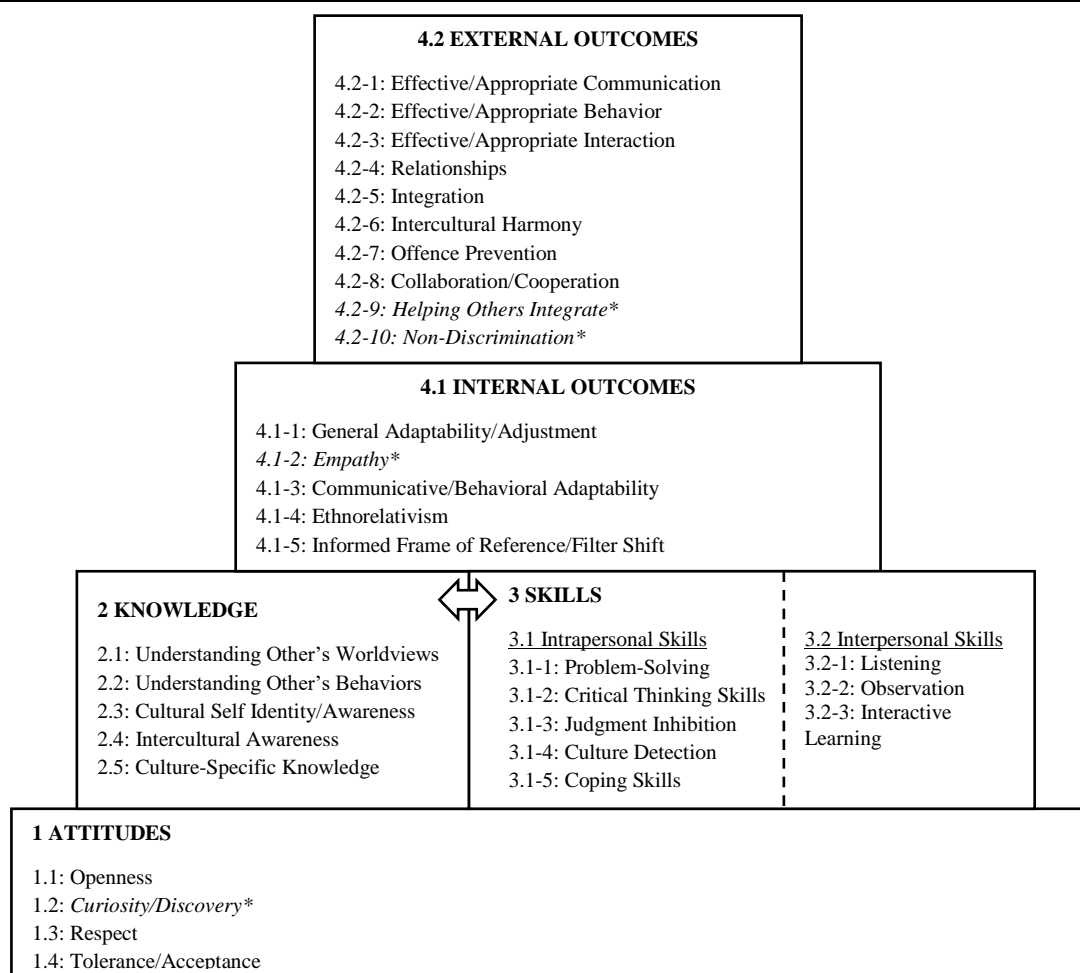 4.2 EXTERNAL OUTCOMES
4.2-1: Effective/Appropriate Communication
4.2-2: Effective/Appropriate Behavior
4.2-3: Effective/Appropriate Interaction
4.2-4: Relationships
4.2-5: Integration
4.2-6: Intercultural Harmony
4.2-7: Offence Prevention
4.2-8: Collaboration/Cooperation
4.2-9: Helping Others Integrate*
4.2-10: Non-Discrimination*
4.1 INTERNAL OUTCOMES
4.1-1: General Adaptability/Adjustment
4.1-2: Empathy*
4.1-3: Communicative/Behavioral Adaptability
4.1-4: Ethnorelativism
4.1-5: Informed Frame of Reference/Filter Shift
2 KNOWLEDGE
2.1: Understanding Other's Worldviews
2.2: Understanding Other's Behaviors
2.3: Cultural Self Identity/Awareness
2.4: Intercultural Awareness
2.5: Culture-Specific Knowledge
3 SKILLS
3.1 Intrapersonal Skills
3.1-1: Problem-Solving
3.1-2: Critical Thinking Skills
3.1-3: Judgment Inhibition
3.1-4: Culture Detection
3.1-5: Coping Skills
3.2 Interpersonal Skills
3.2-1: Listening
3.2-2: Observation
3.2-3: Interactive
Learning
1 ATTITUDES
1.1: Openness
1.2: Curiosity/Discovery*
1.3: Respect
1.4: Tolerance/Acceptance